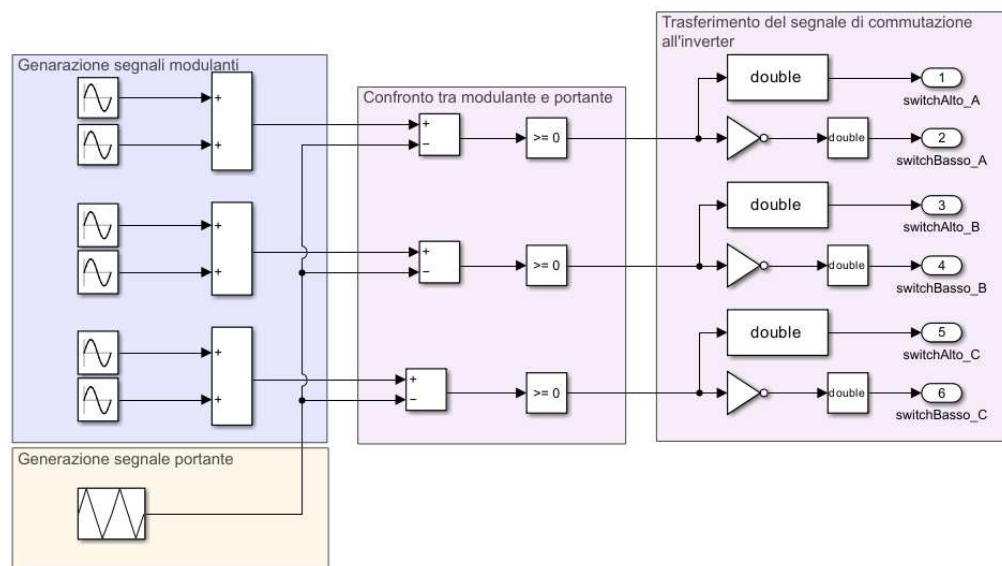 Genarazione segnali modulanti
+
+
+
+
+
+
Generazione segnale portante
Confronto tra modulante e portante
+
−
>= 0
+
−
>= 0
+
−
>= 0
Trasferimento del segnale di commutazione
all'inverter
double
1
switchAlto_A
double
2
switchBasso_A
double
3
switchAlto_B
double
4
switchBasso_B
double
5
switchAlto_C
double
6
switchBasso_C